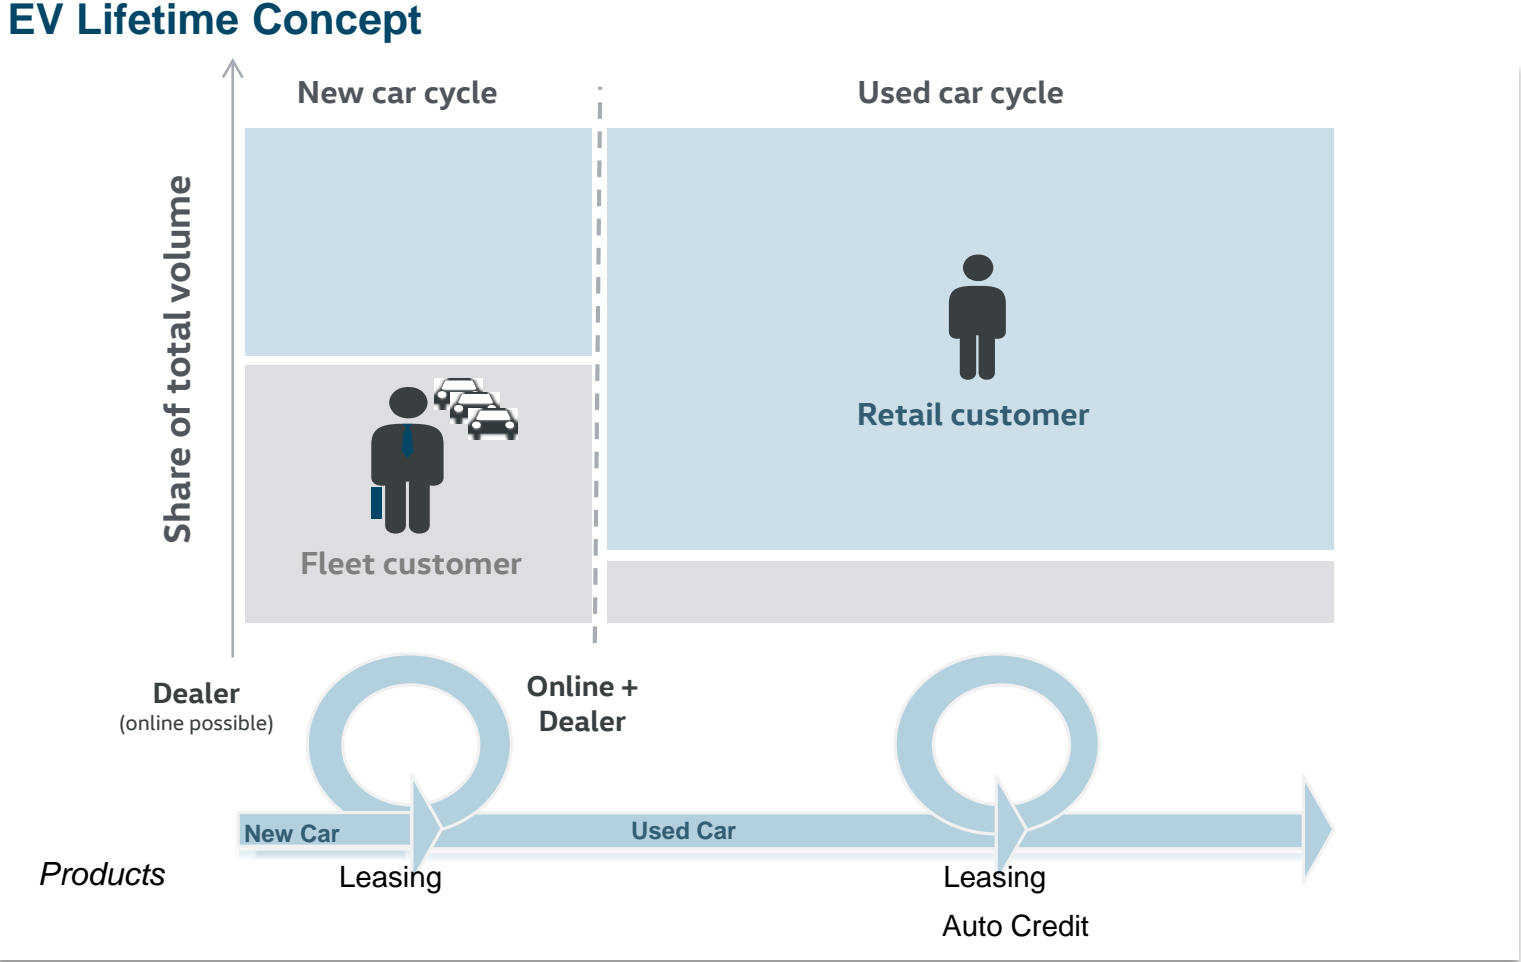 EV Lifetime Concept
New car cycle
Used car cycle
Share of total volume
Retail customer
Fleet customer
Dealer
(online possible)
Online +
Dealer
New Car
Used Car
Products
Leasing
Leasing
Auto Credit